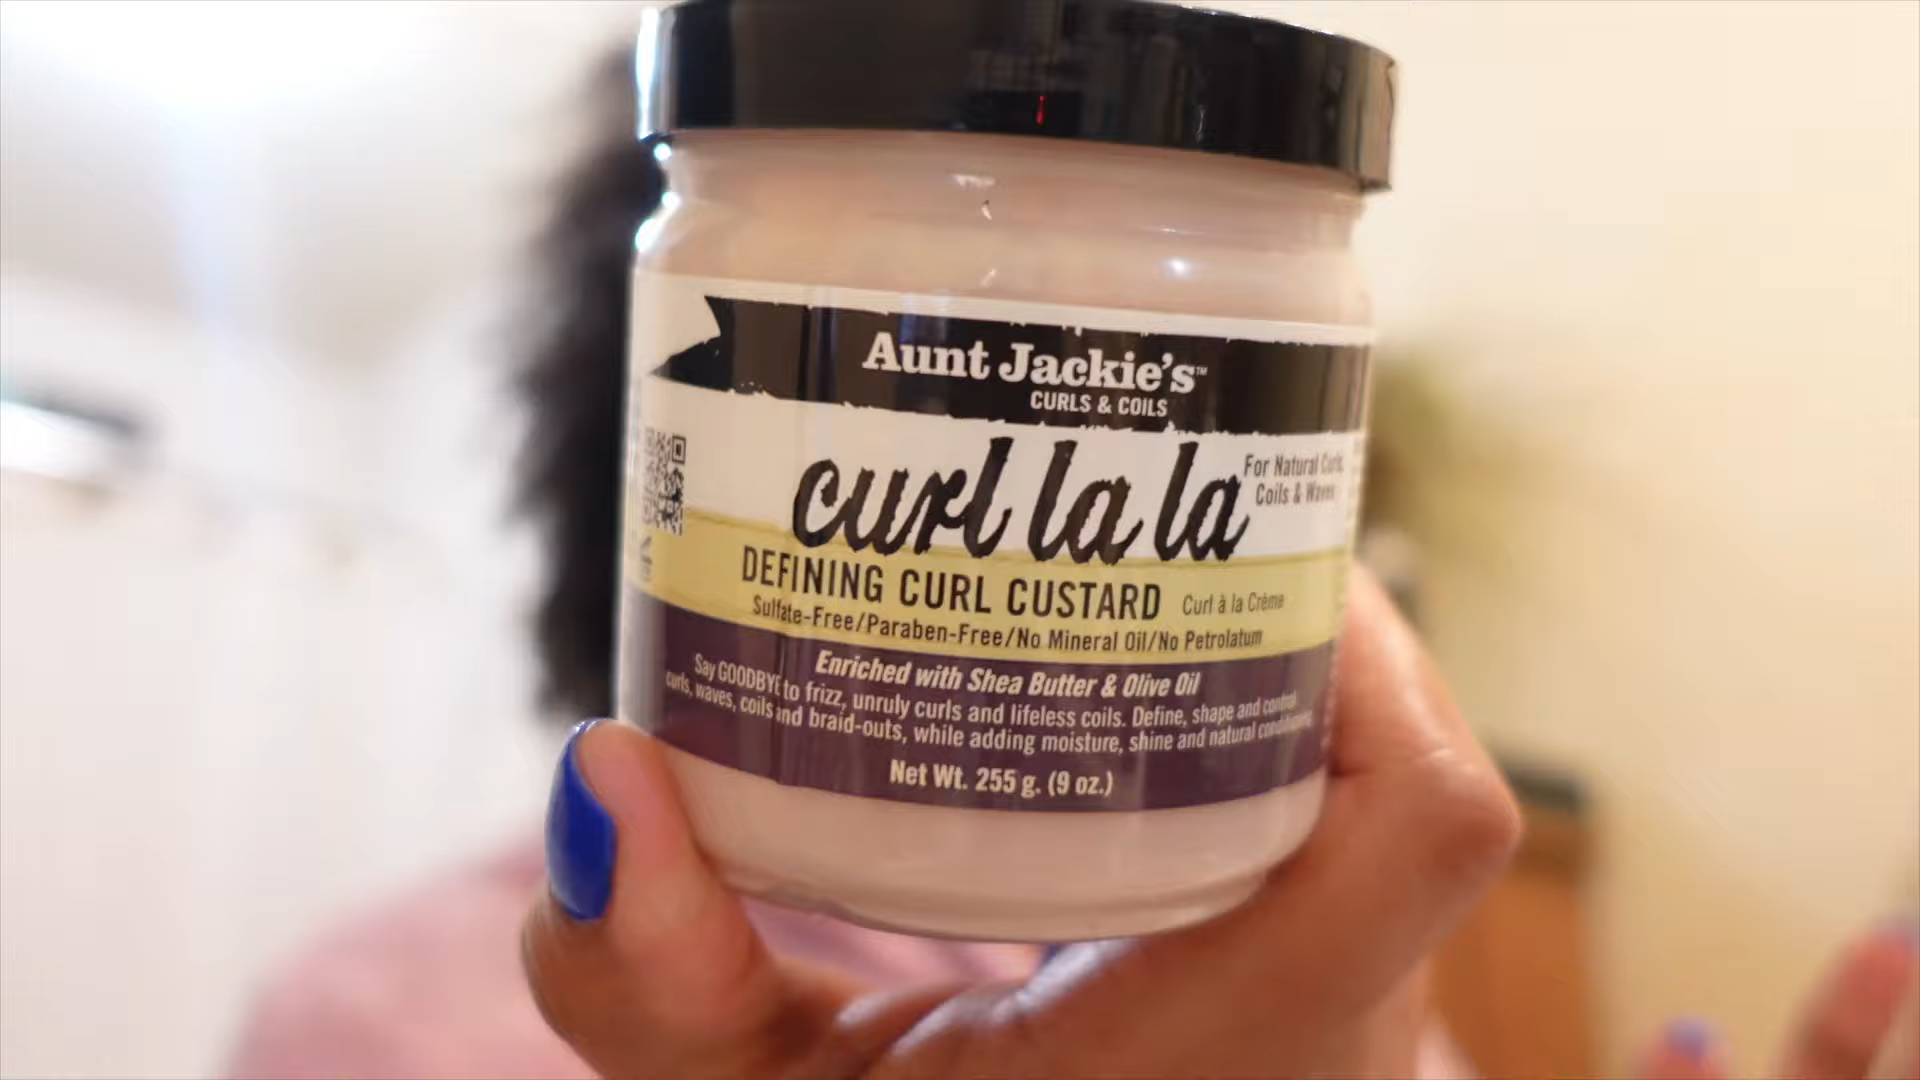 Aunt Jackie's™
CURLS & COILS
curl la la
For Natural Curls,
Coils & Waves
DEFINING CURL CUSTARD
Curl à la Crème
Sulfate-Free/Paraben-Free/No Mineral Oil/No Petrolatum
Enriched with Shea Butter & Olive Oil
Say GOODBYE to frizz, unruly curls and lifeless coils. Define, shape and control
curls, waves, coils and braid-outs, while adding moisture, shine and natural conditioning
Net Wt. 255 g. (9 oz.)